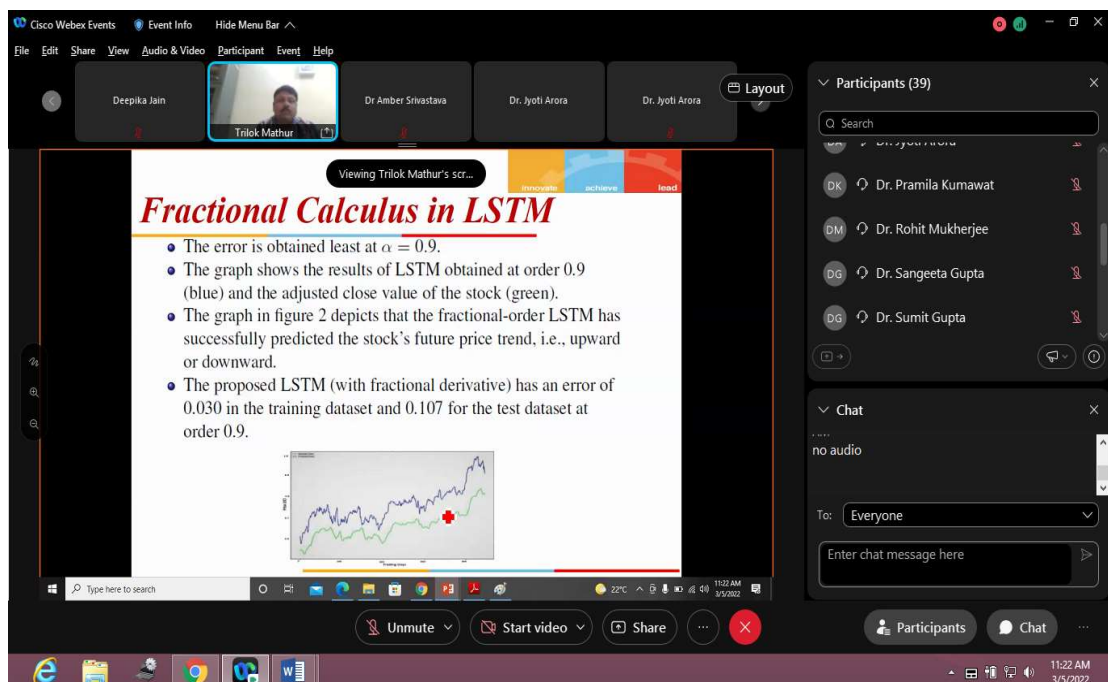 Cisco Webex Events Event Info Hide Menu Bar
File Edit Share View Audio & Video Participant Event Help
Deepika Jain
Trilok Mathur
Dr Amber Srivastava
Dr. Jyoti Arora
Dr. Jyoti Arora
Layout
Viewing Trilok Mathur's scr...
innovate achieve lead
Fractional Calculus in LSTM
The error is obtained least at α = 0.9.
The graph shows the results of LSTM obtained at order 0.9
(blue) and the adjusted close value of the stock (green).
The graph in figure 2 depicts that the fractional-order LSTM has
successfully predicted the stock's future price trend, i.e., upward
or downward.
The proposed LSTM (with fractional derivative) has an error of
0.030 in the training dataset and 0.107 for the test dataset at
order 0.9.
Type here to search
22°C
11:22 AM
3/5/2022
Participants (39)
Search
Dr. Jyoti Arora
DK Dr. Pramila Kumawat
DM Dr. Rohit Mukherjee
DG Dr. Sangeeta Gupta
DG Dr. Sumit Gupta
Chat
no audio
To: Everyone
Enter chat message here
Unmute
Start video
Share
Participants
Chat
11:22 AM
3/5/2022